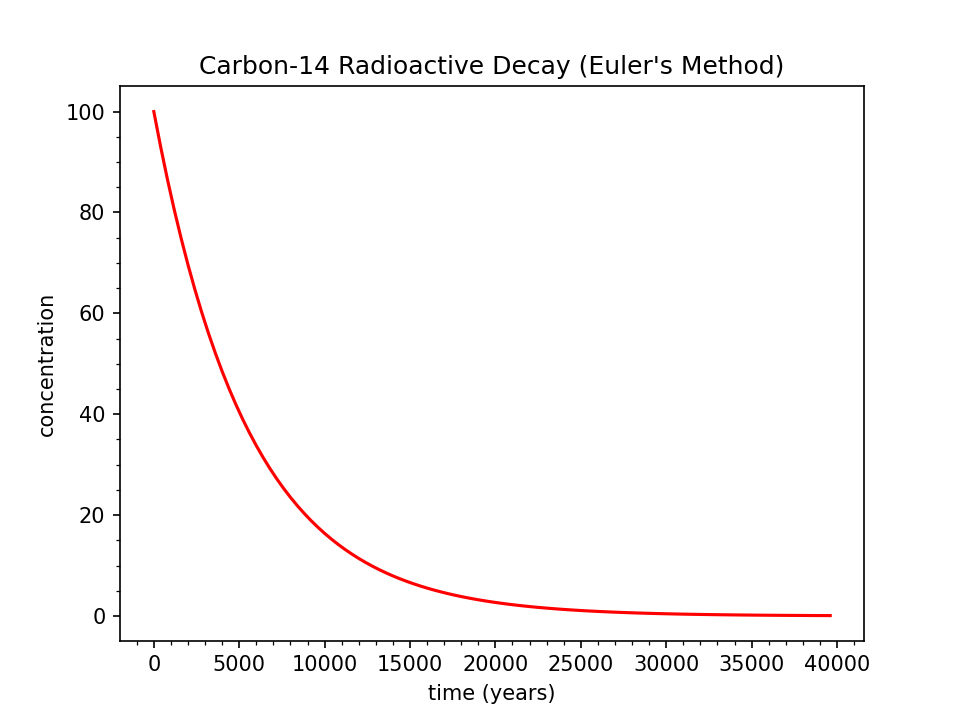 Carbon-14 Radioactive Decay (Euler's Method)
100
80
60
40
20
0
concentration
0 5000 10000 15000 20000 25000 30000 35000 40000
time (years)